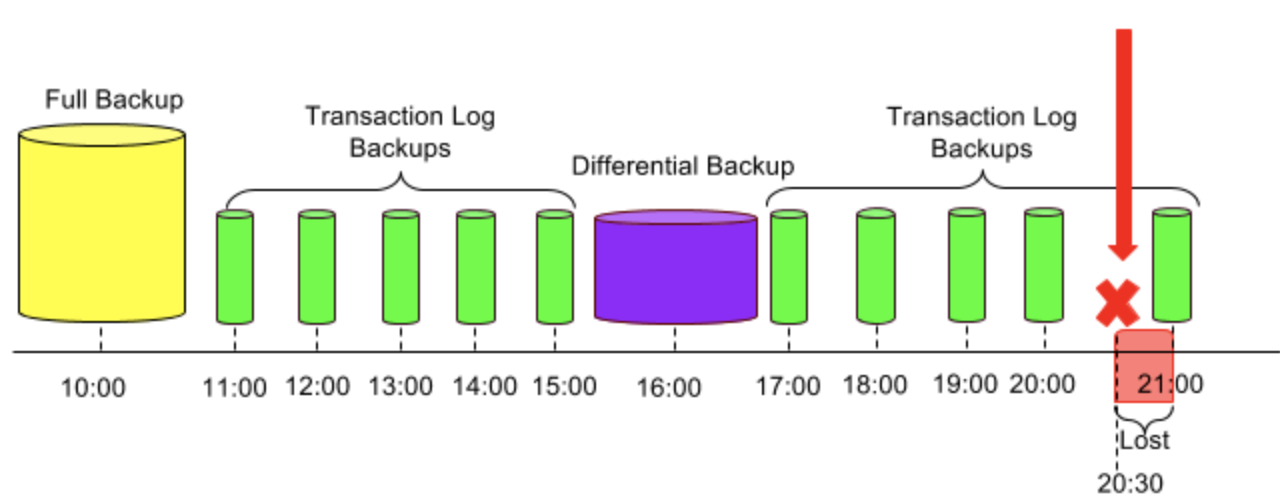 Full Backup
Transaction Log
Backups
Differential Backup
Transaction Log
Backups
10:00
11:00
12:00
13:00
14:00
15:00
16:00
17:00
18:00
19:00
20:00
21:00
Lost
20:30